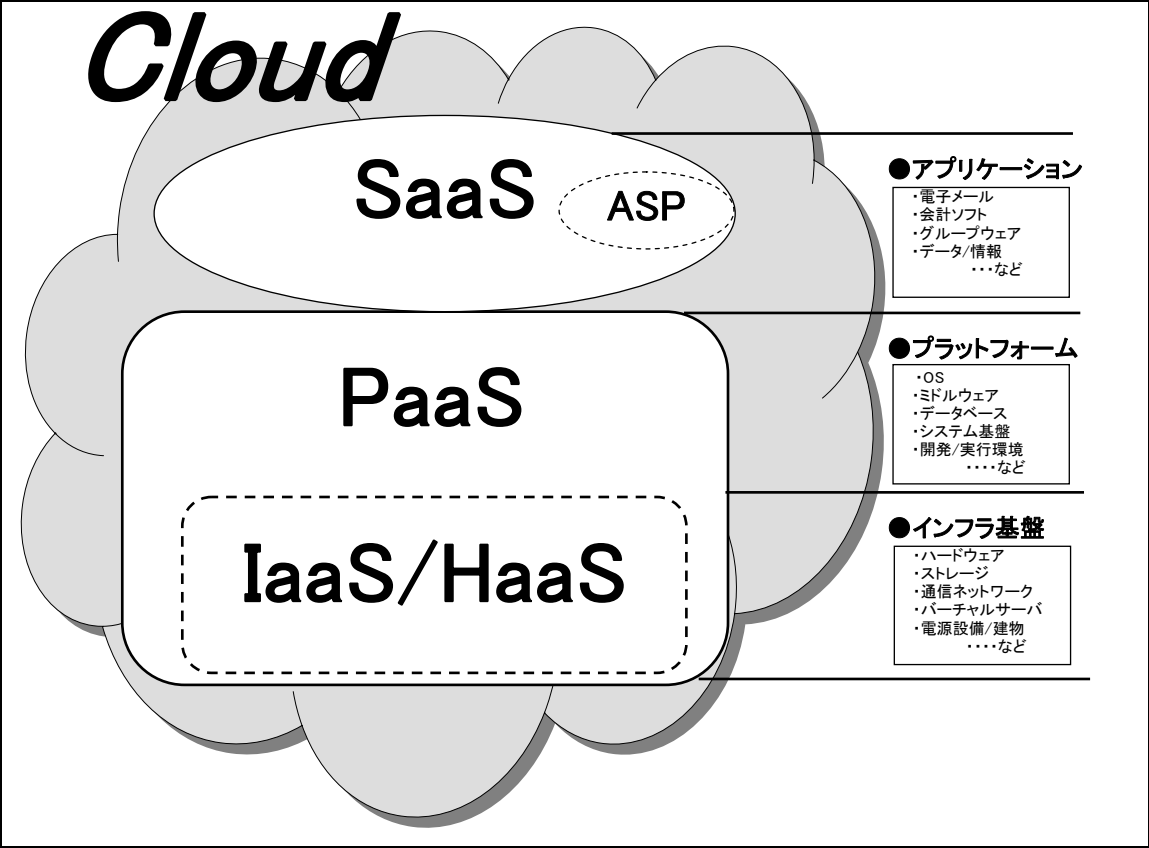 Cloud
SaaS
ASP
PaaS
IaaS/HaaS
●アプリケーション
・電子メール
・会計ソフト
・グループウェア
・データ/情報
・・・など
●プラットフォーム
・OS
・ミドルウェア
・データベース
・システム基盤
・開発/実行環境
・・・・など
●インフラ基盤
・ハードウェア
・ストレージ
・通信ネットワーク
・バーチャルサーバ
・電源設備/建物
・・・・など